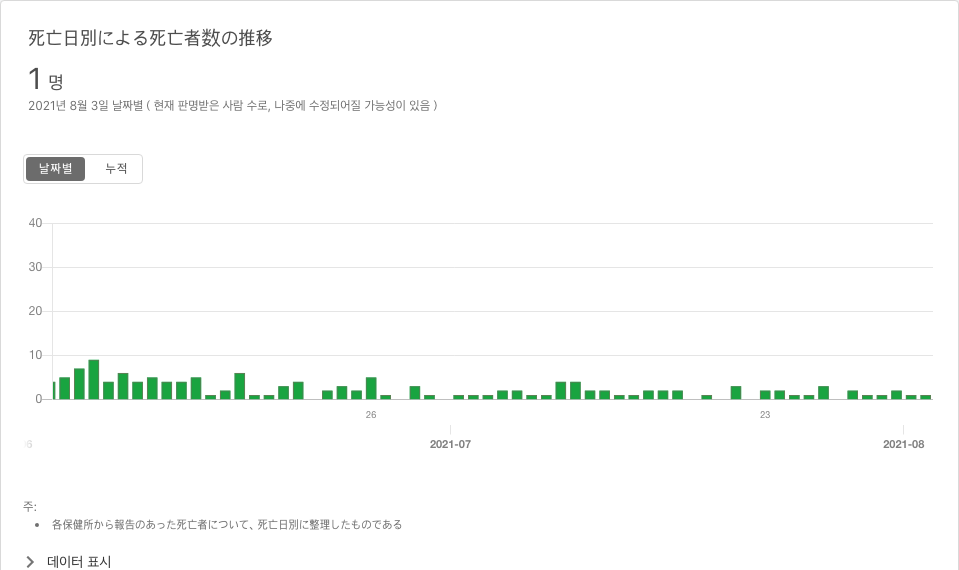 死亡日別による死亡者数の推移
1 명
2021년 8월 3일 날짜별 ( 현재 판명받은 사람 수로, 나중에 수정되어질 가능성이 있음 )
날짜별 누적
40
30
20
10
0
26 23
2021-07 2021-08
주:
• 各保健所から報告のあった死亡者について、死亡日別に整理したものである
데이터 표시